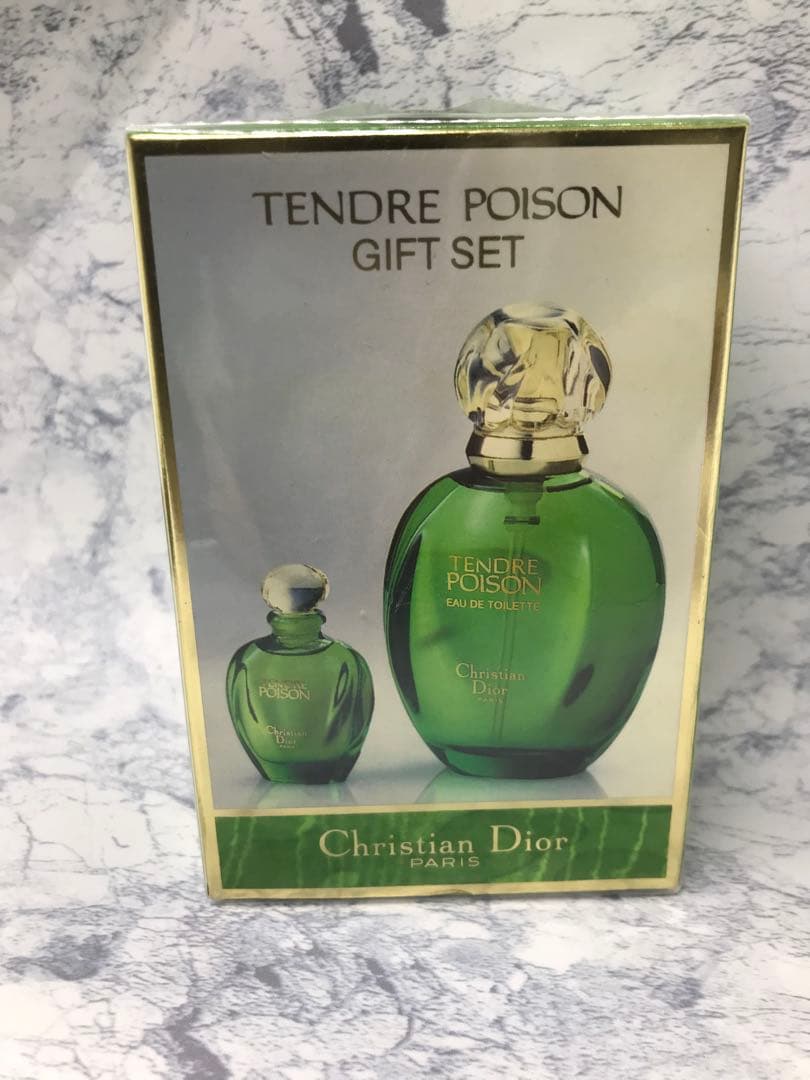 TENDRE POISON
GIFT SET
TENDRE
POISON
EAU DE TOILETTE
Christian
Dior
PARIS
TENDRE
POISON
Christian
Dior
PARIS
Christian Dior
PARIS